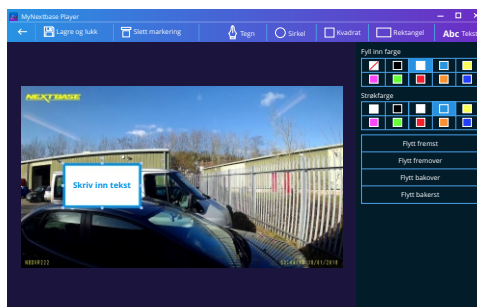 MyNextbase Player
Lagre og lukk
Slett markering
Tegn
Sirkel
Kvadrat
Rektangel
Abc Tekst
Fyll inn farge
NEXTBASE
Strøkfarge
Flytt fremst
Flytt fremover
Flytt bakover
Flytt bakerst
Skriv inn tekst